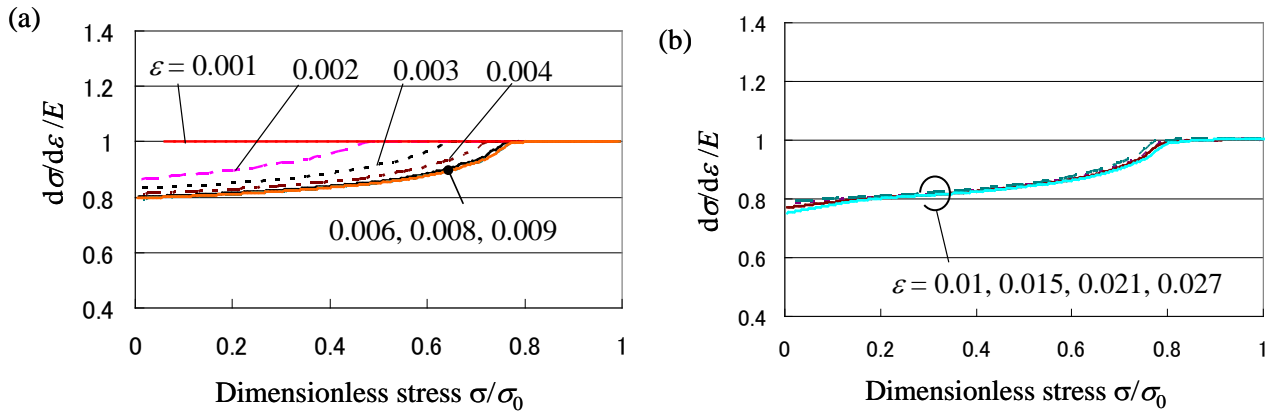 (a)
dσ/dε /E
1.4
1.2
1
0.8
0.6
0.4
ε = 0.001
0.002
0.003
0.004
0.006, 0.008, 0.009
0 0.2 0.4 0.6 0.8 1
Dimensionless stress σ/σ0
(b)
dσ/dε /E
1.4
1.2
1
0.8
0.6
0.4
ε = 0.01, 0.015, 0.021, 0.027
0 0.2 0.4 0.6 0.8 1
Dimensionless stress σ/σ0